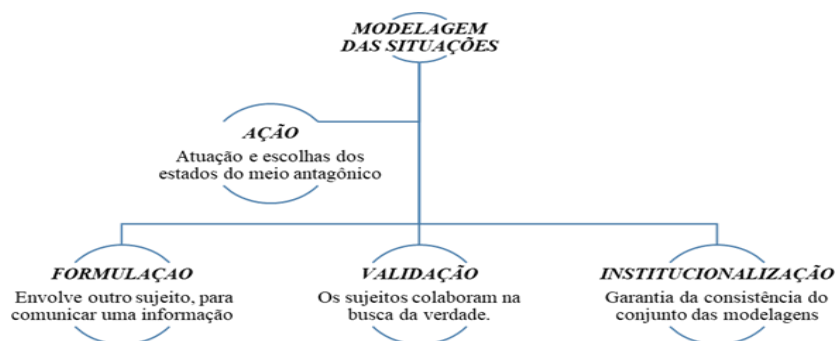 MODELAGEM
DAS SITUAÇÕES
AÇÃO
Atuação e escolhas dos
estados do meio antagônico
FORMULAÇAO
Envolve outro sujeito, para
comunicar uma informação
VALIDAÇÃO
Os sujeitos colaboram na
busca da verdade.
INSTITUCIONALIZAÇÃO
Garantia da consistência do
conjunto das modelagens